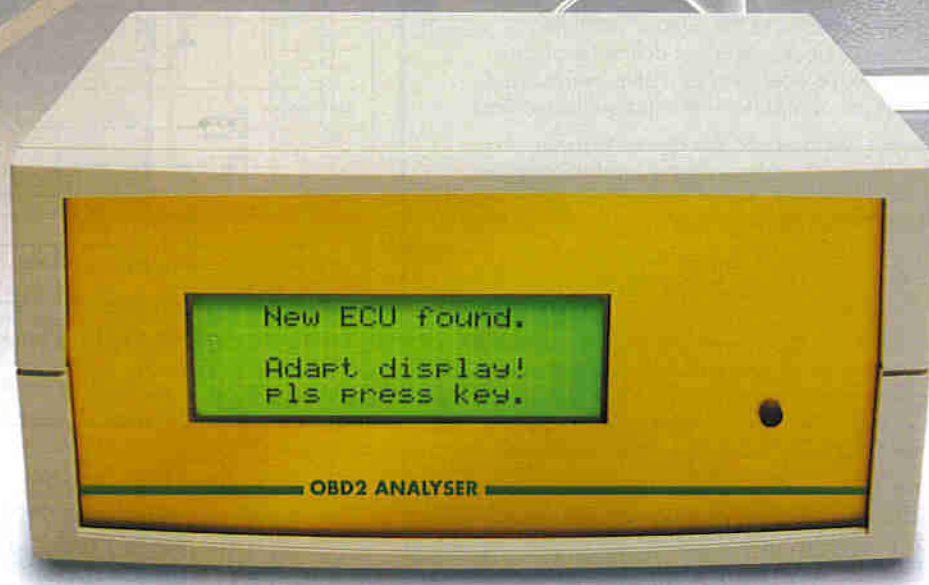 New ECU found.
Adapt display!
pls press key.
OBD2 ANALYSER